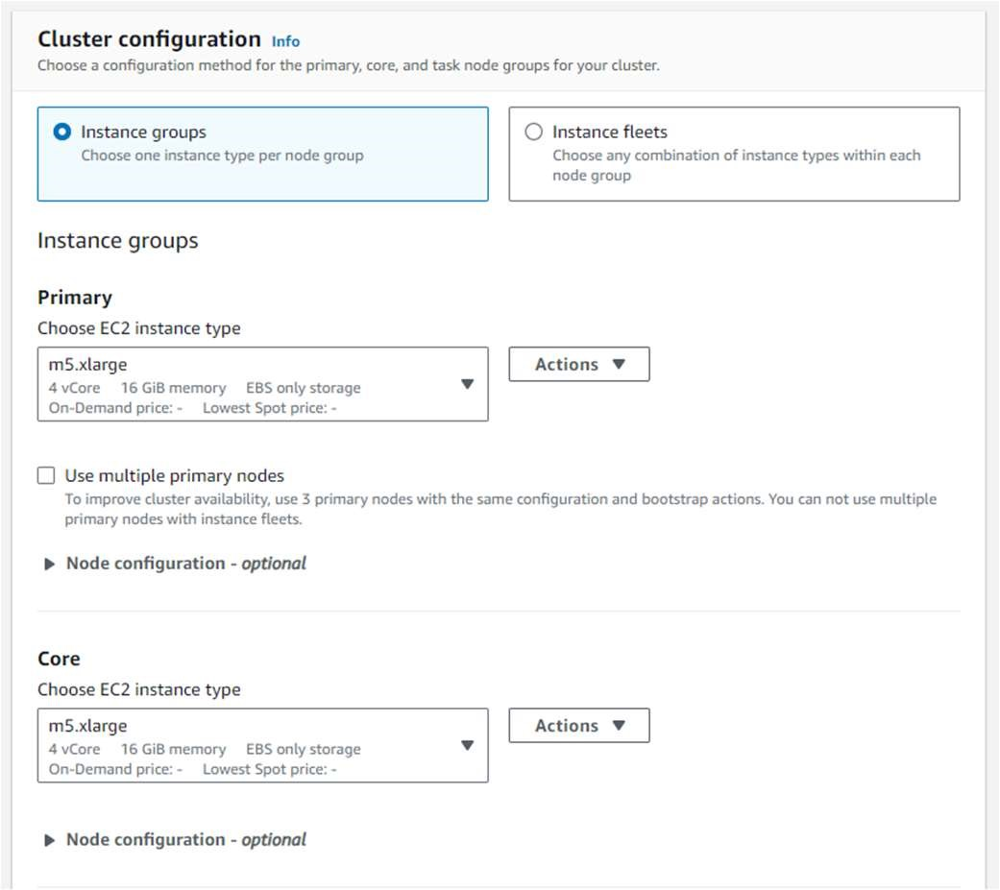 Cluster configuration Info
Choose a configuration method for the primary, core, and task node groups for your cluster.
Instance groups
Choose one instance type per node group
Instance fleets
Choose any combination of instance types within each
node group
Instance groups
Primary
Choose EC2 instance type
m5.xlarge
4 vCore 16 GiB memory EBS only storage
On-Demand price: - Lowest Spot price: -
Actions
Use multiple primary nodes
To improve cluster availability, use 3 primary nodes with the same configuration and bootstrap actions. You can not use multiple
primary nodes with instance fleets.
Node configuration - optional
Core
Choose EC2 instance type
m5.xlarge
4 vCore 16 GiB memory EBS only storage
On-Demand price: - Lowest Spot price: -
Actions
Node configuration - optional